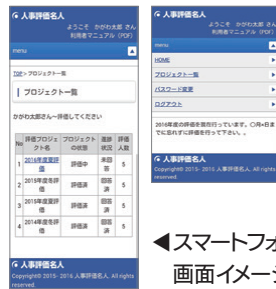 人事評価名人
ようこそ かがわ太郎 さん
利用者マニュアル (PDF)
menu
TOP> プロジェクト一覧
プロジェクト一覧
かがわ太郎さん～評価してください
No 評価プロジェクト名 プロジェクトの状態 進捗状況 評価人数
1 2016年度夏評価 評価中 未回答 5
2 2015年度冬評価 評価済 回答済 5
3 2015年度夏評価 評価済 回答済 5
4 2014年度冬評価 評価済 回答済 5
人事評価名人
Copyright© 2015- 2016 人事評価名人. All rights reserved.
人事評価名人
ようこそ かがわ太郎 さん
利用者マニュアル (PDF)
menu
HOME
プロジェクト一覧
パスワード変更
ログアウト
2016年度の評価を豊行っています。〇月×日までに忘れずに評価を行って下さい。
人事評価名人
Copyright© 2015- 2016 人事評価名人. All rights reserved.
◀スマートフォ
画面イメージ